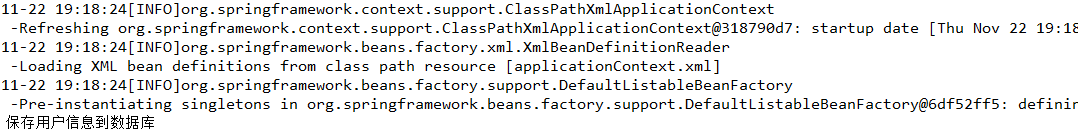 11-22 19:18:24[INFO]org.springframework.context.support.ClassPathXmlApplicationContext
-Refreshing org.springframework.context.support.ClassPathXmlApplicationContext@318790d7: startup date [Thu Nov 22 19:18
11-22 19:18:24[INFO]org.springframework.beans.factory.xml.XmlBeanDefinitionReader
-Loading XML bean definitions from class path resource [applicationContext.xml]
11-22 19:18:24[INFO]org.springframework.beans.factory.support.DefaultListableBeanFactory
-Pre-instantiating singletons in org.springframework.beans.factory.support.DefaultListableBeanFactory@6df52ff5: definin
保存用户信息到数据库